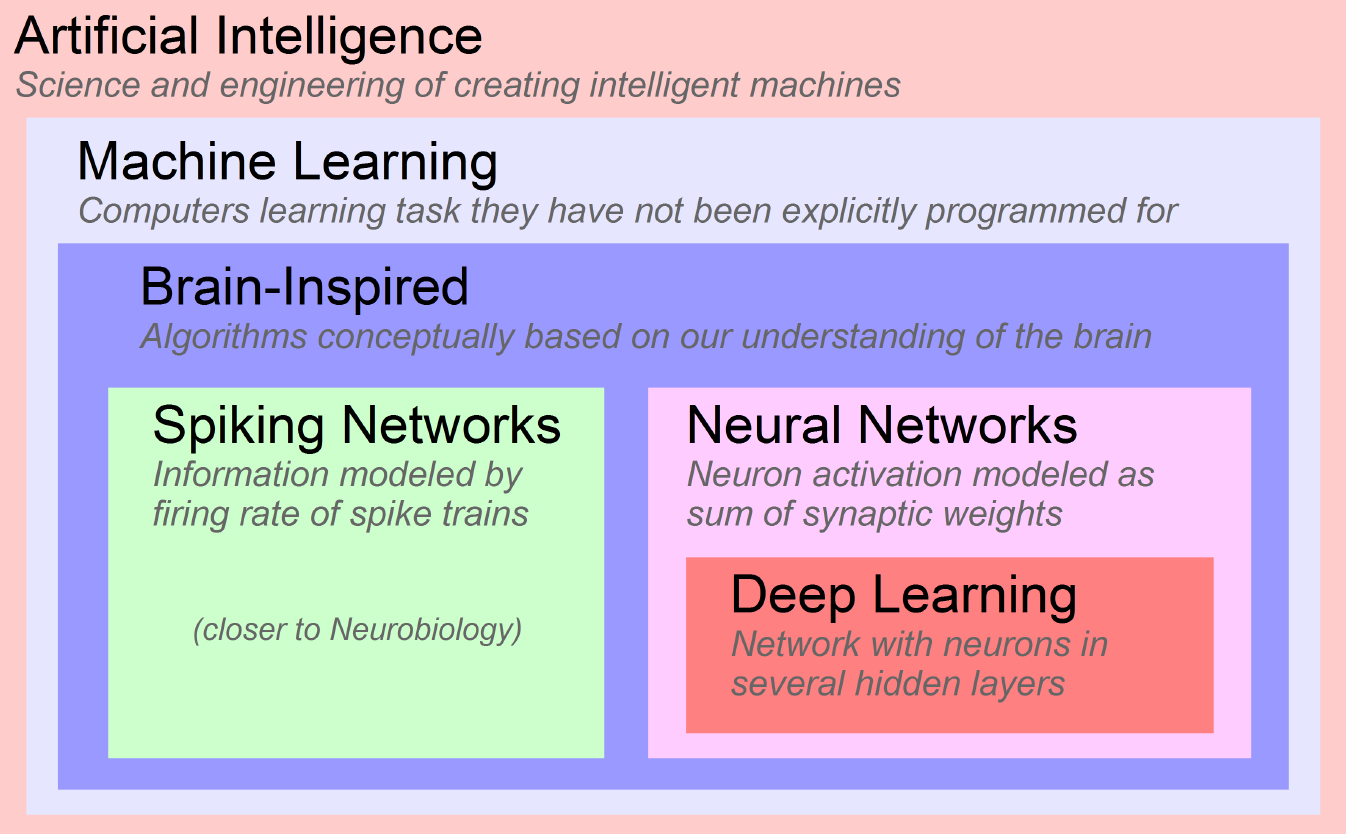 Artificial Intelligence
Science and engineering of creating intelligent machines
Machine Learning
Computers learning task they have not been explicitly programmed for
Brain-Inspired
Algorithms conceptually based on our understanding of the brain
Spiking Networks
Information modeled by
firing rate of spike trains
(closer to Neurobiology)
Neural Networks
Neuron activation modeled as
sum of synaptic weights
Deep Learning
Network with neurons in
several hidden layers